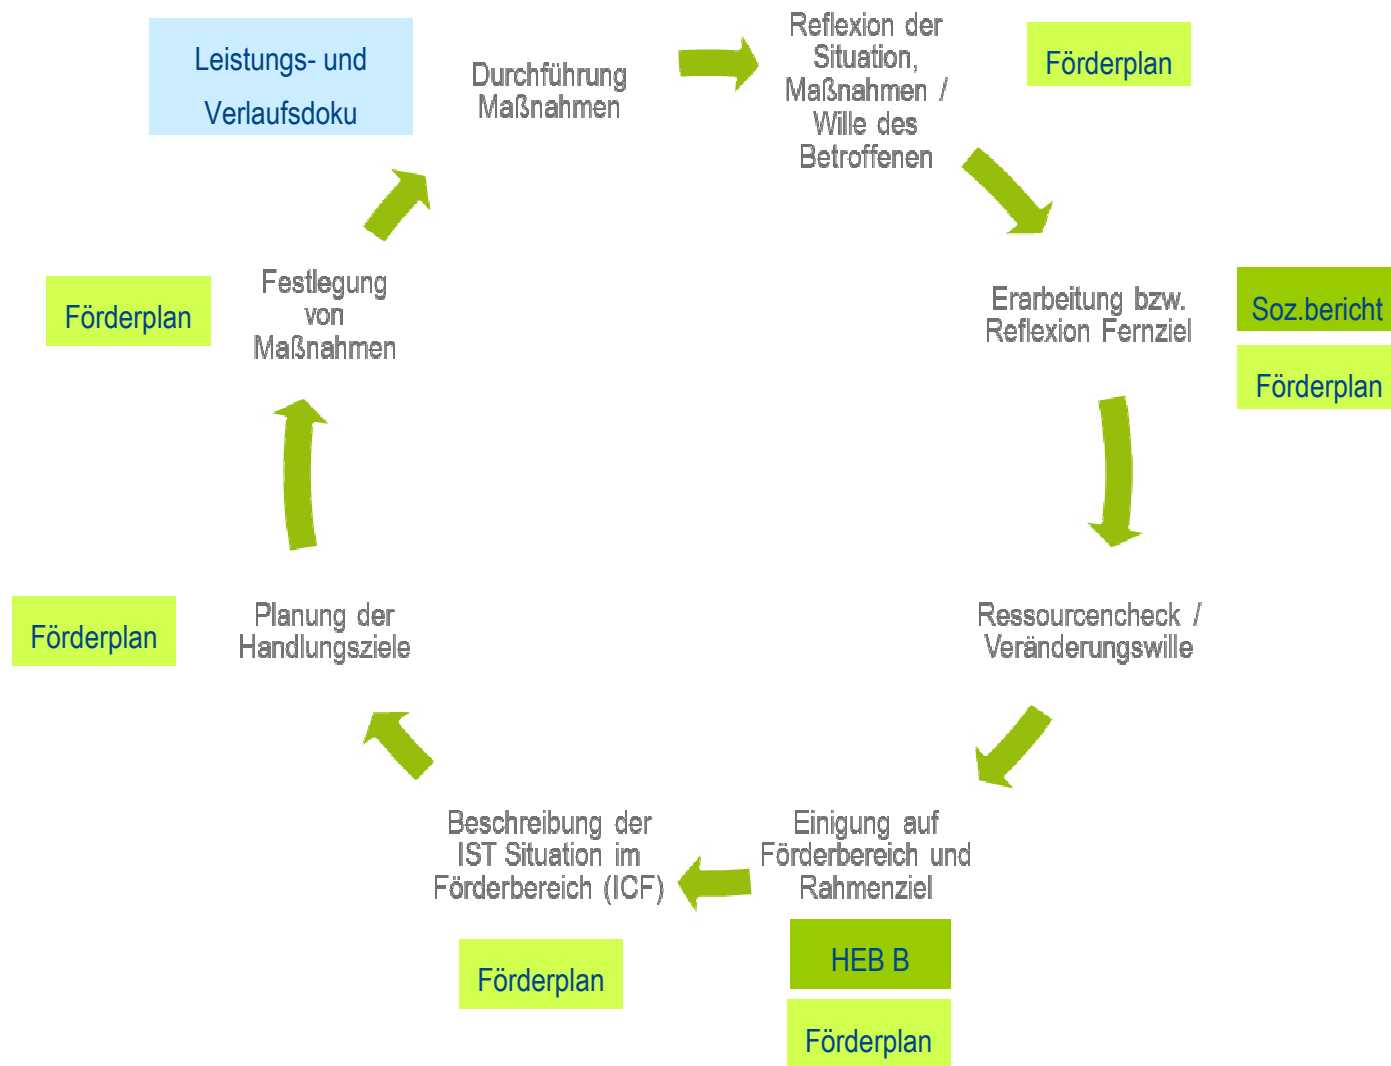 Leistungs- und
Verlaufsdoku
Durchführung
Maßnahmen
Reflexion der
Situation,
Maßnahmen /
Wille des
Betroffenen
Förderplan
Erarbeitung bzw.
Reflexion Fernziel
Soz.bericht
Förderplan
Ressourcencheck /
Veränderungswille
Einigung auf
Förderbereich und
Rahmenziel
HEB B
Förderplan
Beschreibung der
IST Situation im
Förderbereich (ICF)
Förderplan
Planung der
Handlungsziele
Förderplan
Festlegung
von
Maßnahmen
Förderplan